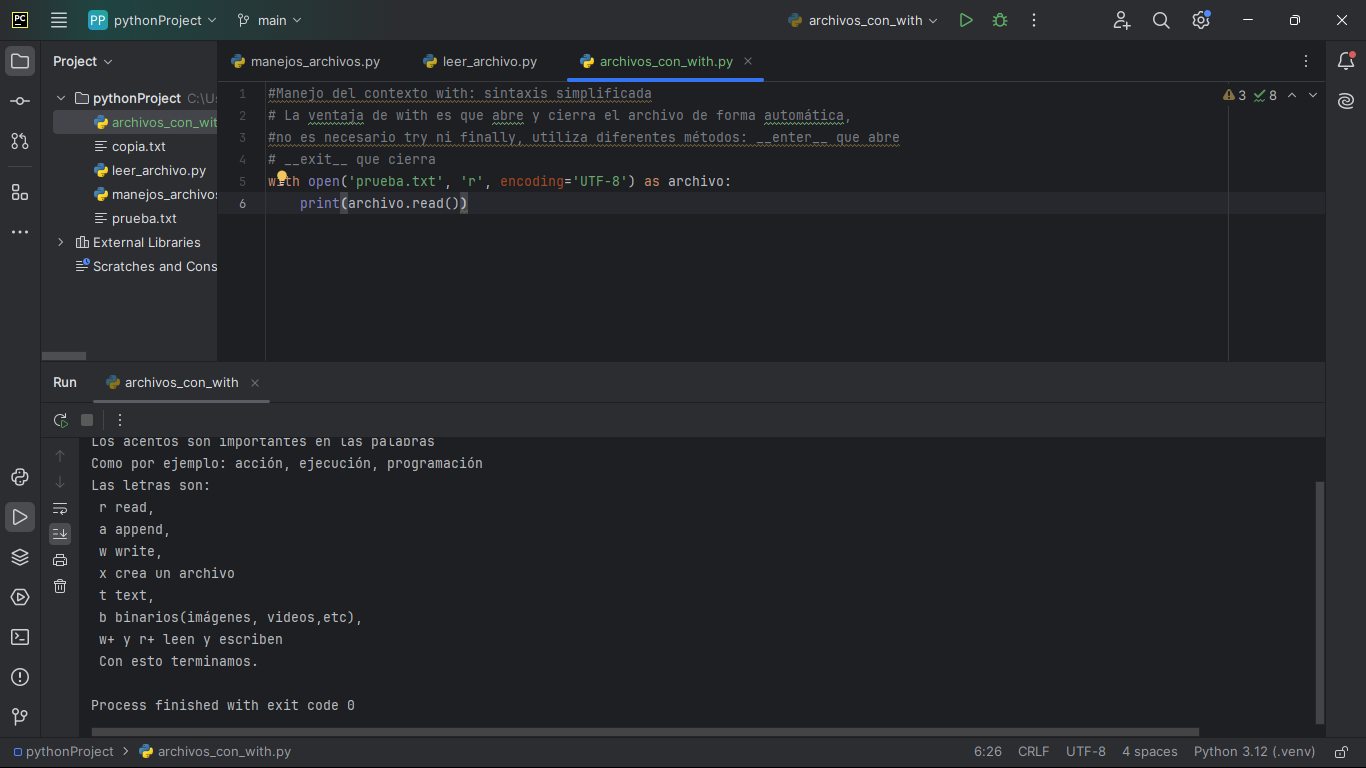 PC
PP pythonProject
main
archivos_con_with
Project
manejos_archivos.py
leer_archivo.py
archivos_con_with.py
pythonProject C:\Us
archivos_con_wit
copia.txt
leer_archivo.py
manejos_archivos
prueba.txt
External Libraries
Scratches and Cons
3 8
1 #Manejo del contexto with: sintaxis simplificada
2 # La ventaja de with es que abre y cierra el archivo de forma automática,
3 #no es necesario try ni finally, utiliza diferentes métodos: __enter__ que abre
4 # __exit__ que cierra
5 with open('prueba.txt', 'r', encoding='UTF-8') as archivo:
6 print(archivo.read())
Run
archivos_con_with
Los acentos son importantes en las palabras
Como por ejemplo: acción, ejecución, programación
Las letras son:
r read,
a append,
w write,
x crea un archivo
t text,
b binarios(imágenes, videos,etc),
w+ y r+ leen y escriben
Con esto terminamos.
Process finished with exit code 0
pythonProject > archivos_con_with.py
6:26 CRLF UTF-8 4 spaces Python 3.12 (.venv)